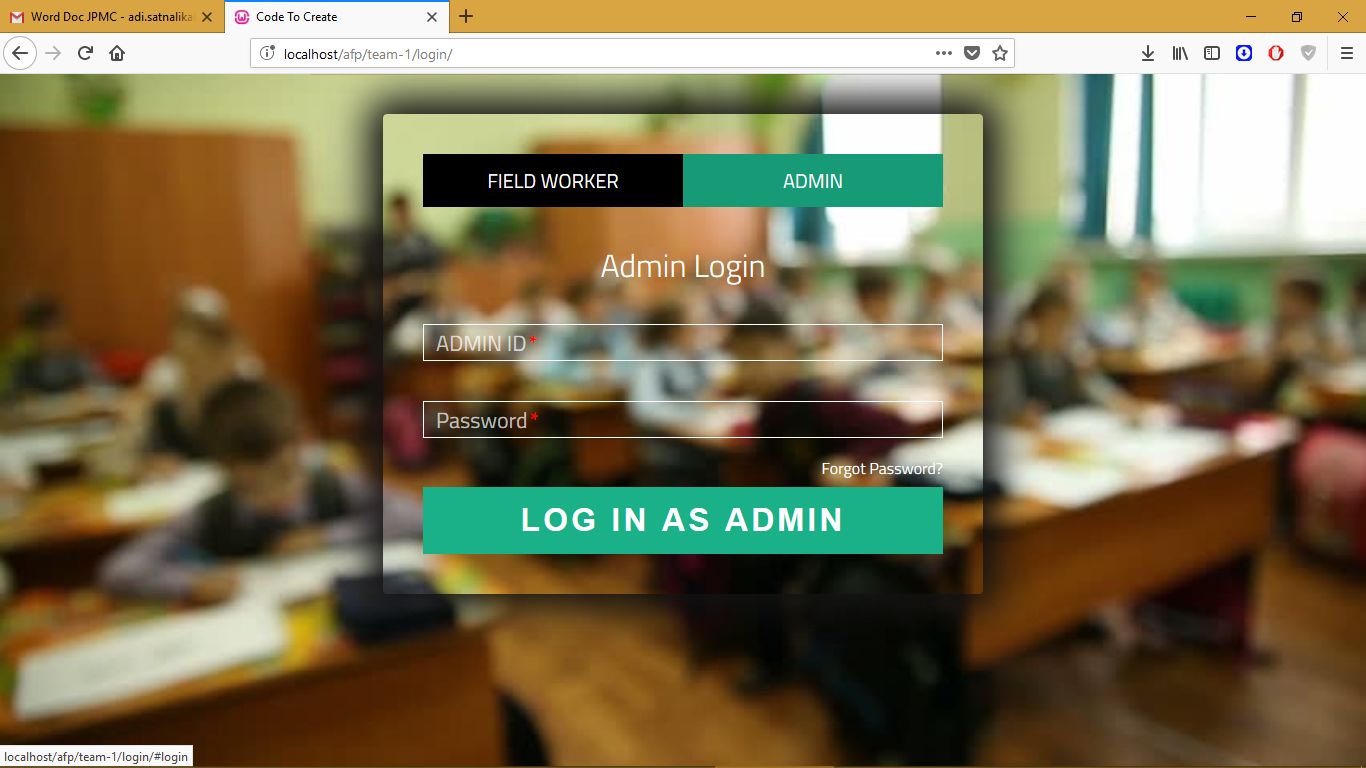 Word Doc JPMC - adi.satnalika
Code To Create
localhost/afp/team-1/login/
FIELD WORKER
ADMIN
Admin Login
ADMIN ID*
Password*
Forgot Password?
LOG IN AS ADMIN
localhost/afp/team-1/login/#login